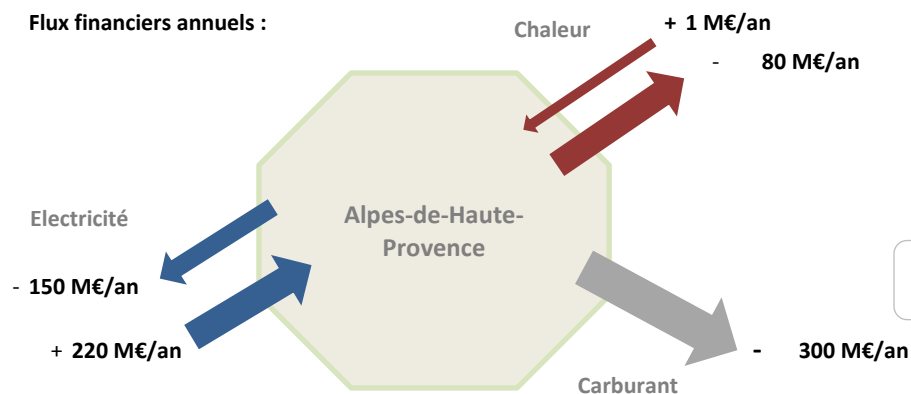 Flux financiers annuels :
Chaleur
+ 1 M€/an
- 80 M€/an
Alpes-de-Haute-
Provence
Electricité
- 150 M€/an
+ 220 M€/an
- 300 M€/an
Carburant